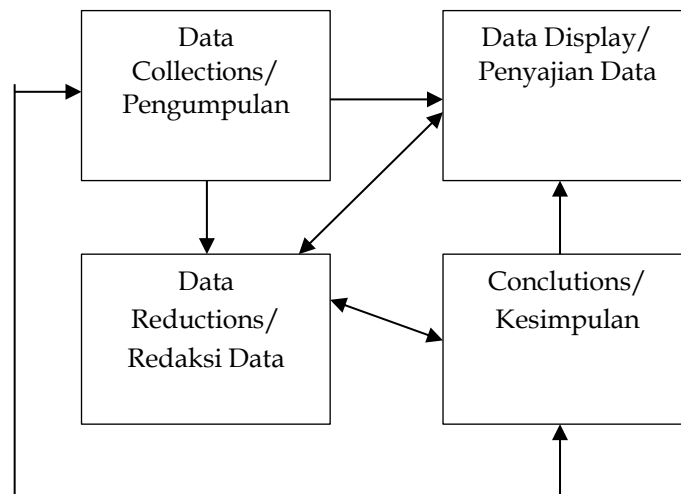 Data
Collections/
Pengumpulan
Data Display/
Penyajian Data
Data
Reductions/
Redaksi Data
Conclutions/
Kesimpulan